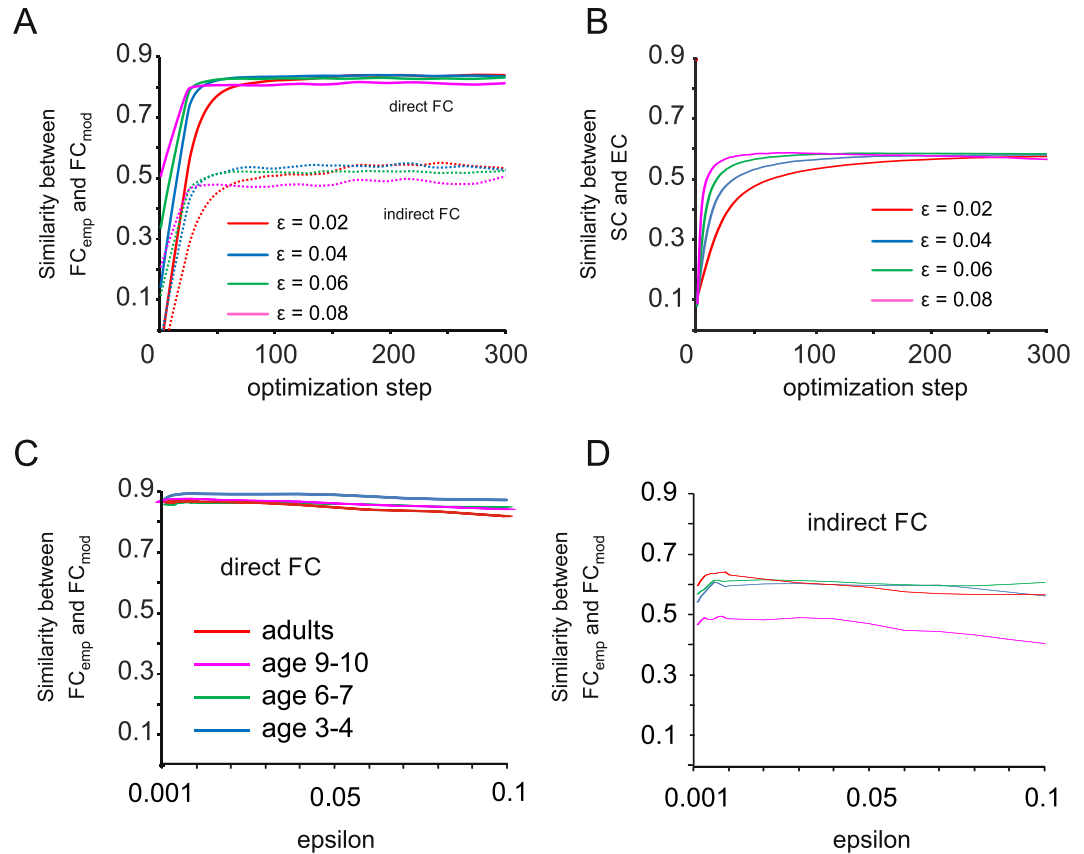 A
Similarity between
FC_emp and FC_mod
0.9
0.7
0.5
0.3
0.1
direct FC
indirect FC
ε = 0.02
ε = 0.04
ε = 0.06
ε = 0.08
0 100 200 300
optimization step
B
Similarity between
SC and EC
0.9
0.7
0.5
0.3
0.1
ε = 0.02
ε = 0.04
ε = 0.06
ε = 0.08
0 100 200 300
optimization step
C
Similarity between
FC_emp and FC_mod
0.9
0.7
0.5
0.3
0.1
direct FC
adults
age 9-10
age 6-7
age 3-4
0.001 0.05 0.1
epsilon
D
Similarity between
FC_emp and FC_mod
0.9
0.7
0.5
0.3
0.1
indirect FC
0.001 0.05 0.1
epsilon